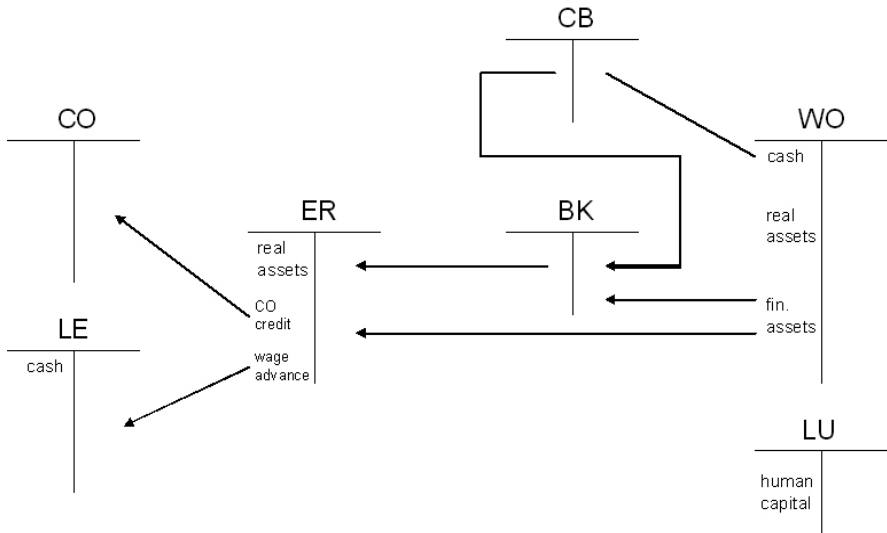 CB
CO
WO
cash
ER
BK
real
assets
real
assets
CO
credit
fin.
assets
LE
cash
wage
advance
LU
human
capital